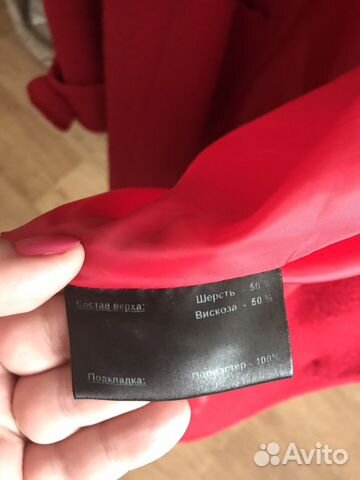 Состав верха: Шерсть - 50 %
Вискоза - 50 %
Подкладка: Полиэстер - 100%
Avito